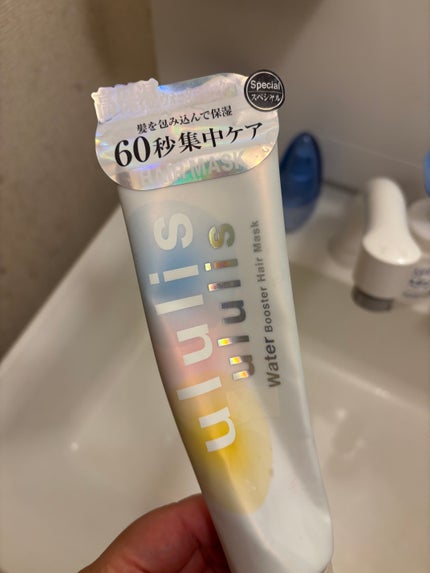 Special
スペシャル
髪を包み込んで保湿
60秒集中ケア
HAIR MASK
ululis
ululis
Water Booster Hair Mask